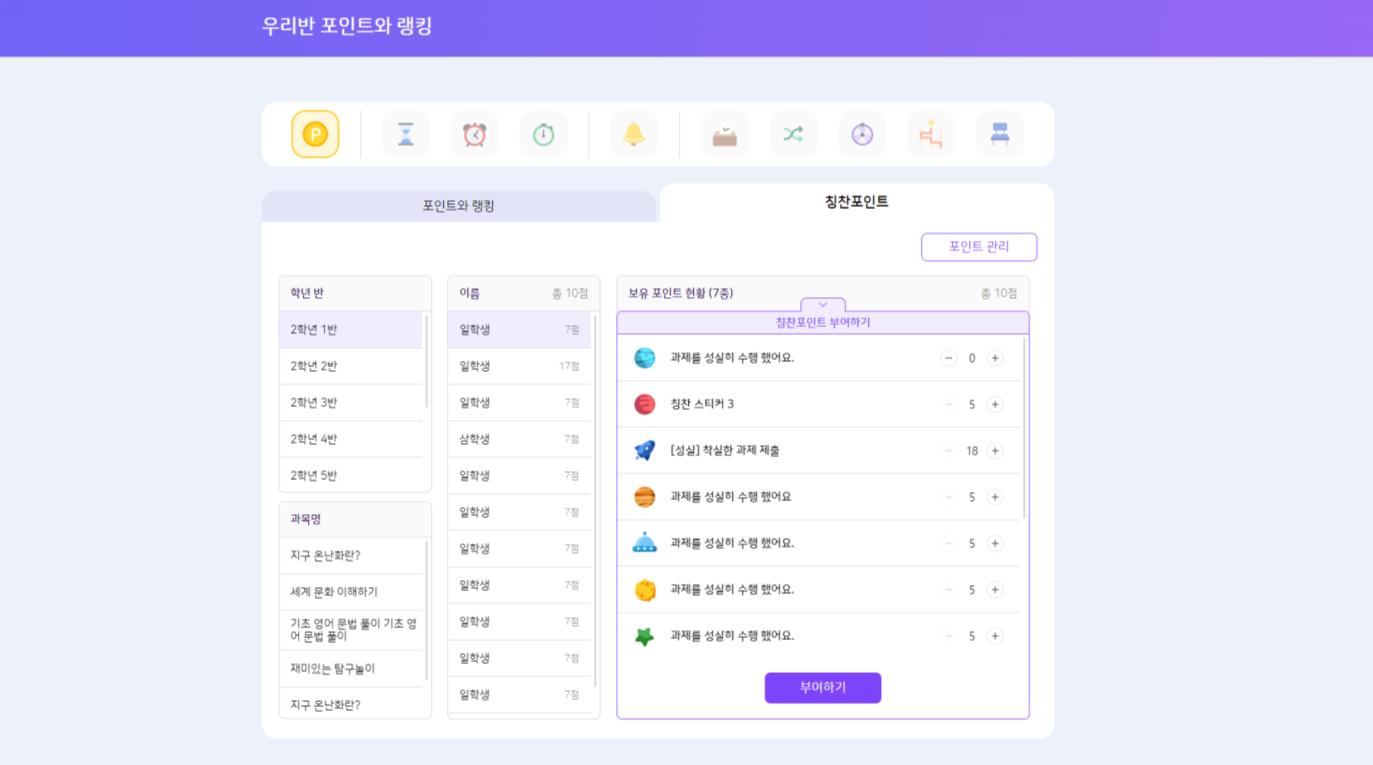 우리반 포인트와 랭킹
P
포인트와 랭킹
칭찬포인트
포인트 관리
학년 반
2학년 1반
2학년 2반
2학년 3반
2학년 4반
2학년 5반
과목명
지구 온난화란?
세계 문화 이해하기
기초 영어 문법 풀이 기초 영
어 문법 풀이
재미있는 탐구놀이
지구 온난화란?
이름 총 10점
일학생 7점
일학생 17점
일학생 7점
삼학생 7점
일학생 7점
일학생 7점
일학생 7점
일학생 7점
일학생 7점
일학생 7점
일학생 7점
보유 포인트 현황 (7종) 총 10점
칭찬포인트 부여하기
과제를 성실히 수행 했어요. − 0 +
칭찬 스티커 3 − 5 +
[성실] 착실한 과제 제출 − 18 +
과제를 성실히 수행 했어요 − 5 +
과제를 성실히 수행 했어요. − 5 +
과제를 성실히 수행 했어요. − 5 +
과제를 성실히 수행 했어요. − 5 +
부여하기